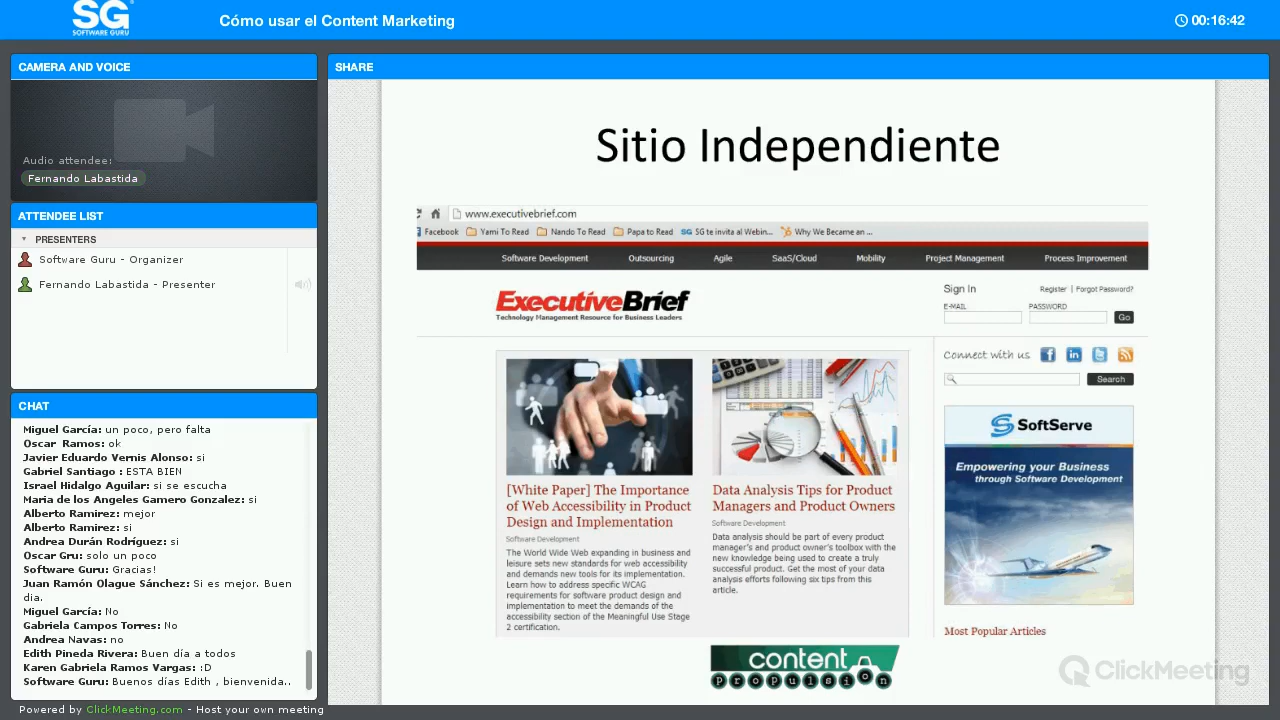 SG
SOFTWARE GURU
Cómo usar el Content Marketing
00:16:42
CAMERA AND VOICE
Audio attendee:
Fernando Labastida
ATTENDEE LIST
PRESENTERS
Software Guru - Organizer
Fernando Labastida - Presenter
CHAT
Miguel García: un poco, pero falta
Oscar Ramos: ok
Javier Eduardo Vernis Alonso: si
Gabriel Santiago : ESTA BIEN
Israel Hidalgo Aguilar: si se escucha
Maria de los Angeles Gamero Gonzalez: si
Alberto Ramirez: mejor
Alberto Ramirez: si
Andrea Durán Rodríguez: si
Oscar Gru: solo un poco
Software Guru: Gracias!
Juan Ramón Olague Sánchez: Si es mejor. Buen
dia.
Miguel García: No
Gabriela Campos Torres: No
Andrea Navas: no
Edith Pineda Rivera: Buen día a todos
Karen Gabriela Ramos Vargas: :D
Software Guru: Buenos días Edith , bienvenida..
Powered by ClickMeeting.com - Host your own meeting
SHARE
Sitio Independiente
www.executivebrief.com
Facebook Yami To Read Nando To Read Papa to Read SG SG te invita al Webin... Why We Became an ...
Software Development Outsourcing Agile SaaS/Cloud Mobility Project Management Process Improvement
ExecutiveBrief
Technology Management Resource for Business Leaders
Sign In Register | Forgot Password?
E-MAIL PASSWORD
Go
Connect with us
Search
[White Paper] The Importance
of Web Accessibility in Product
Design and Implementation
Software Development
The World Wide Web expanding in business and
leisure sets new standards for web accessibility
and demands new tools for its implementation.
Learn how to address specific WCAG
requirements for software product design and
implementation to meet the demands of the
accessibility section of the Meaningful Use Stage
2 certification.
Data Analysis Tips for Product
Managers and Product Owners
Software Development
Data analysis should be part of every product
manager's and product owner's toolbox with the
new knowledge being used to create a truly
successful product. Get the most of your data
analysis efforts following six tips from this
article.
SoftServe
Empowering your Business
through Software Development
Most Popular Articles
content
propulsion
ClickMeeting